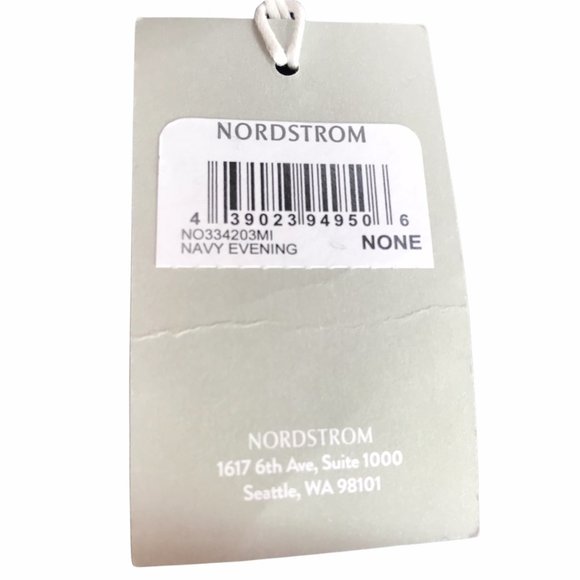 NORDSTROM
4 39023 94950 6
NO334203MI
NAVY EVENING NONE
NORDSTROM
1617 6th Ave, Suite 1000
Seattle, WA 98101